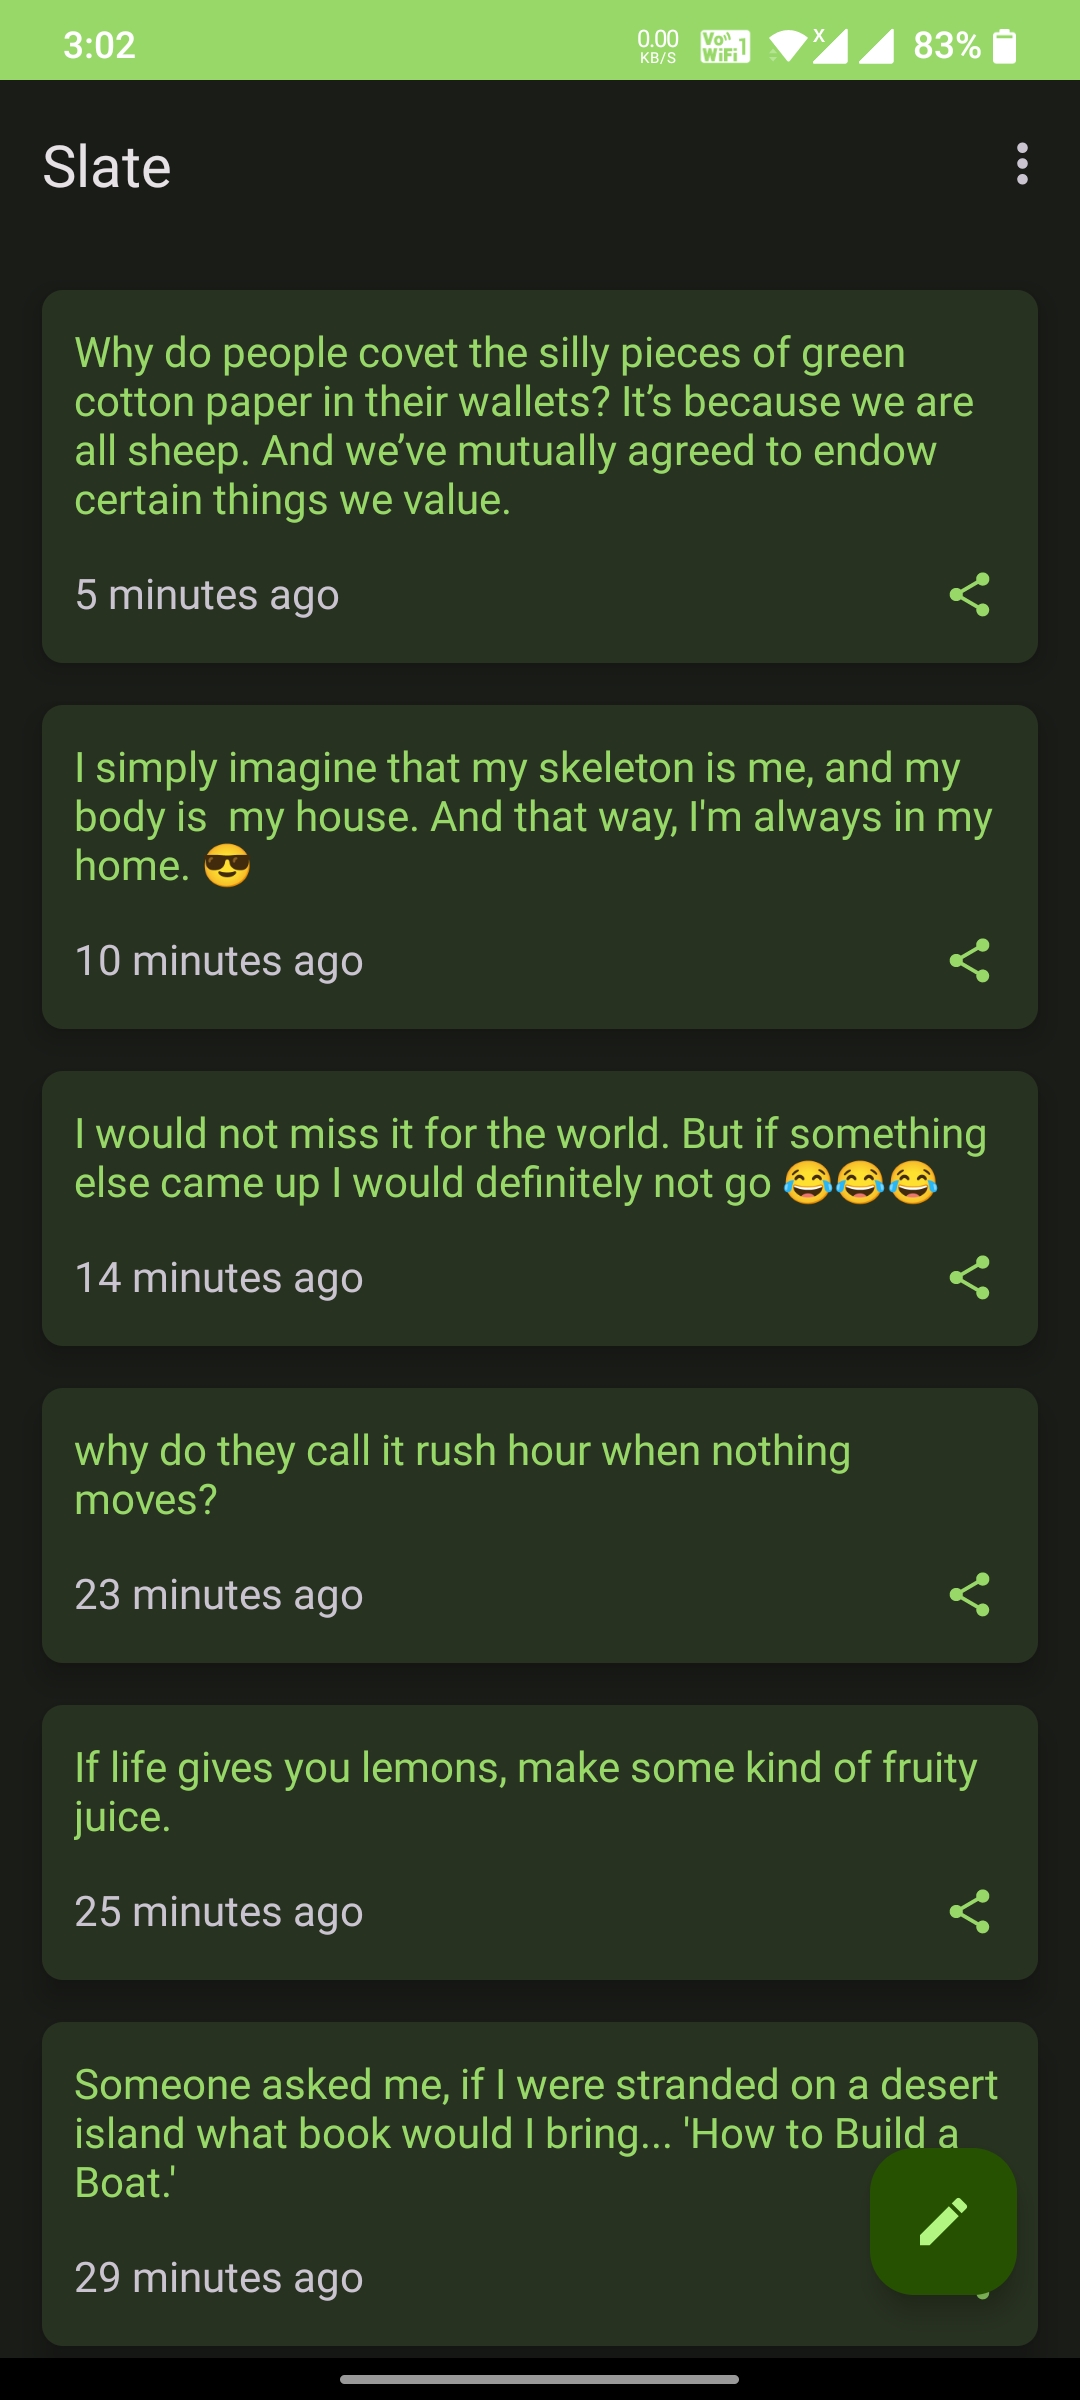 3:02
0.00
KB/S
Vo))
WiFi 1
X
83%
Slate
Why do people covet the silly pieces of green
cotton paper in their wallets? It’s because we are
all sheep. And we’ve mutually agreed to endow
certain things we value.
5 minutes ago
I simply imagine that my skeleton is me, and my
body is  my house. And that way, I'm always in my
home. 😎
10 minutes ago
I would not miss it for the world. But if something
else came up I would definitely not go 😂😂😂
14 minutes ago
why do they call it rush hour when nothing
moves?
23 minutes ago
If life gives you lemons, make some kind of fruity
juice.
25 minutes ago
Someone asked me, if I were stranded on a desert
island what book would I bring... 'How to Build a
Boat.'
29 minutes ago